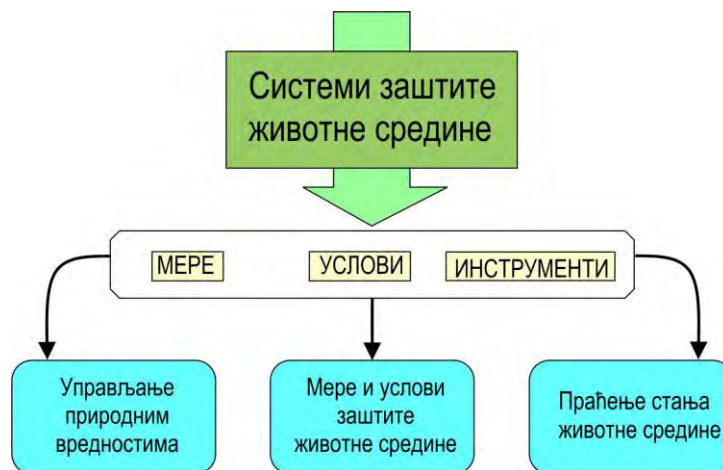 Системи заштите
животне средине
МЕРЕ
УСЛОВИ
ИНСТРУМЕНТИ
Управљање
природним
вредностима
Мере и услови
заштите
животне средине
Праћење стања
животне средине